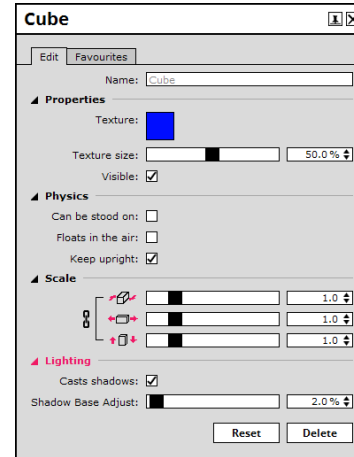 Cube
Edit Favourites
Name: Cube
Properties
Texture:
Texture size: 50.0%
Visible:
Physics
Can be stood on:
Floats in the air:
Keep upright:
Scale
1.0
1.0
1.0
Lighting
Casts shadows:
Shadow Base Adjust: 2.0%
Reset Delete